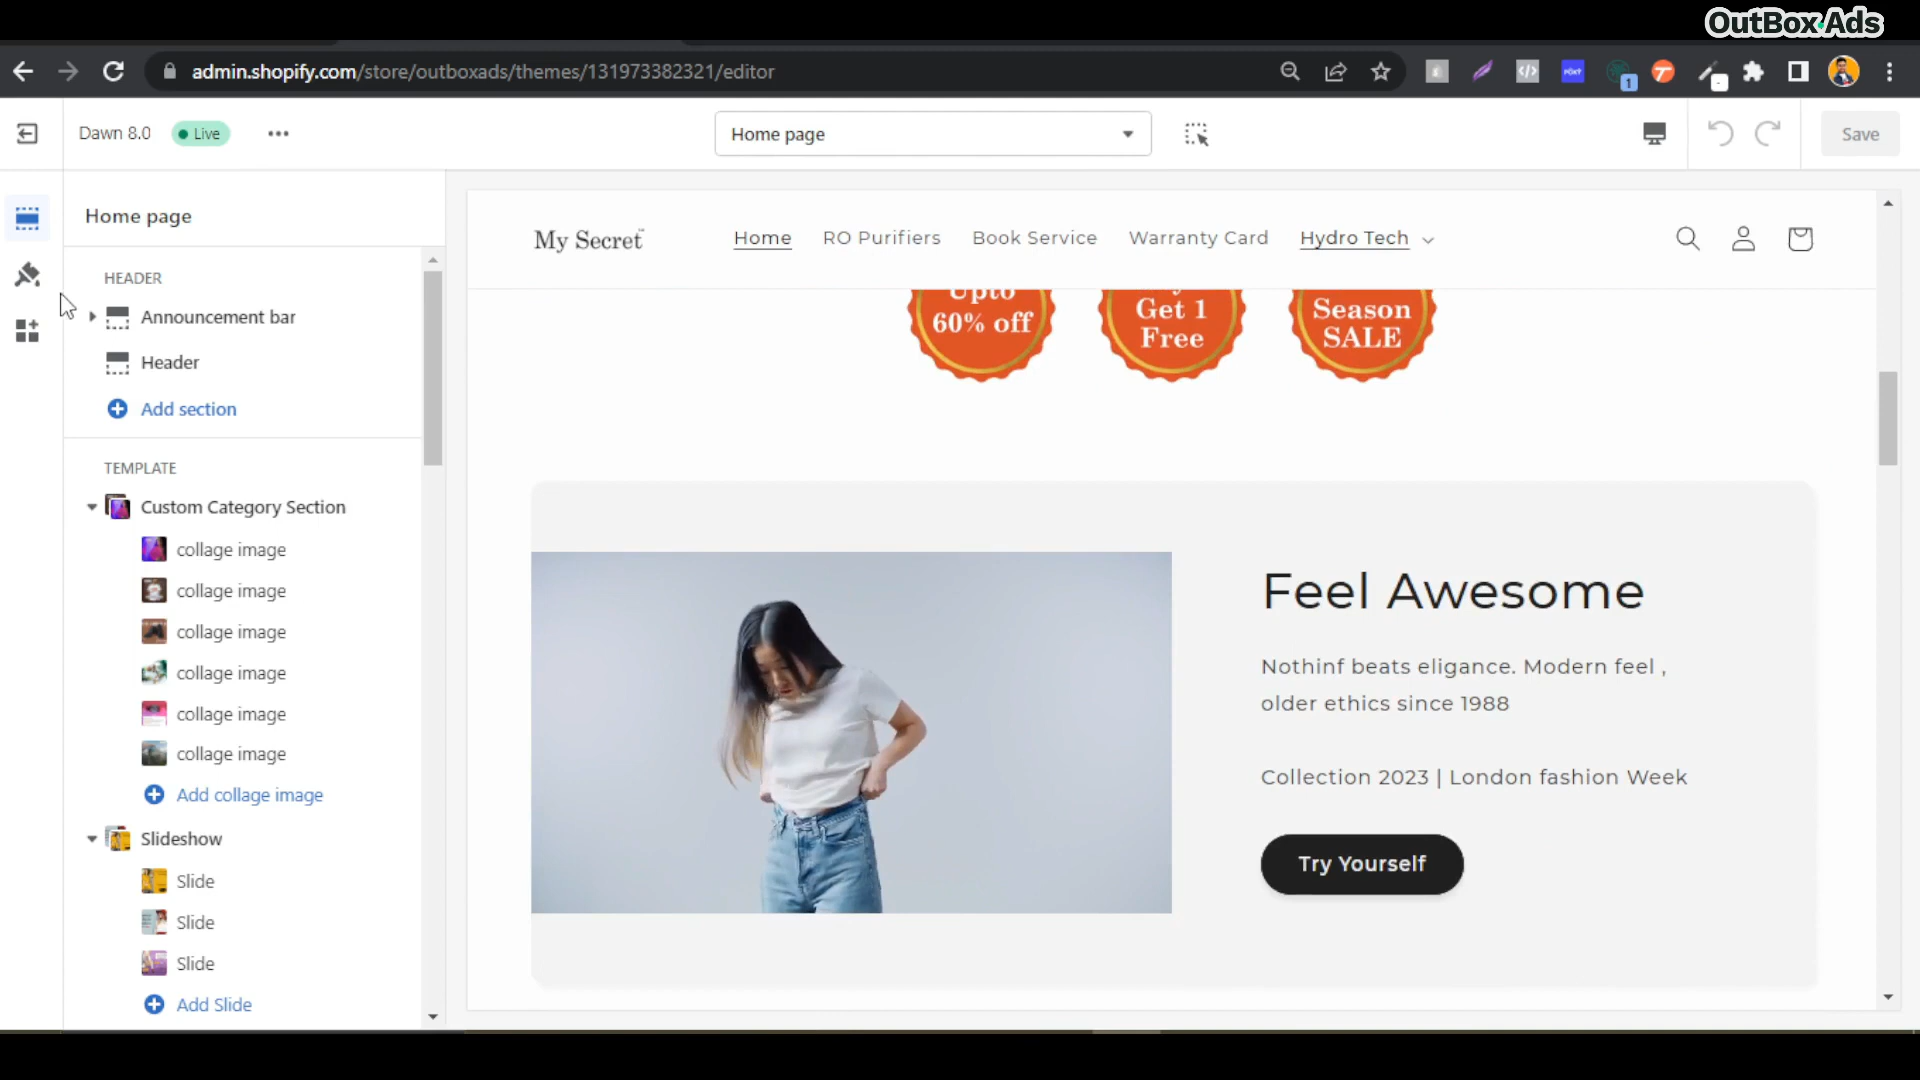 OutBox Ads
admin.shopify.com/store/outboxads/themes/131973382321/editor
1
Dawn 8.0
Live
Home page
Save
Home page
HEADER
Announcement bar
Header
Add section
TEMPLATE
Custom Category Section
collage image
collage image
collage image
collage image
collage image
collage image
Add collage image
Slideshow
Slide
Slide
Slide
Add Slide
My Secret
Home
RO Purifiers
Book Service
Warranty Card
Hydro Tech
Upto
60% off
Get 1
Free
Season
SALE
Feel Awesome
Nothinf beats eligance. Modern feel ,
older ethics since 1988
Collection 2023 | London fashion Week
Try Yourself